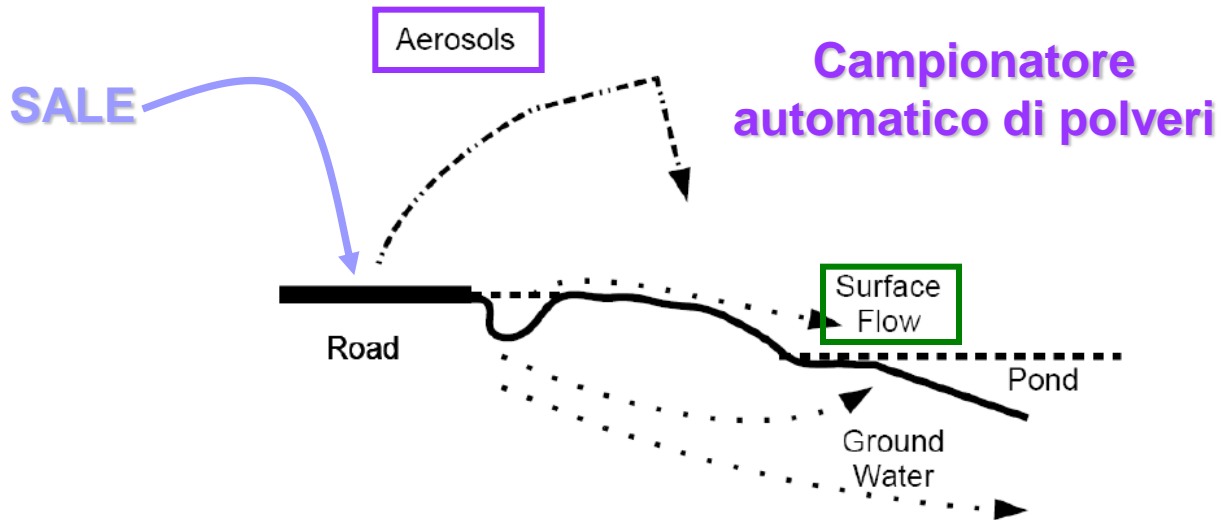 Aerosols
Campionatore
automatico di polveri
SALE
Surface
Flow
Road
Pond
Ground
Water